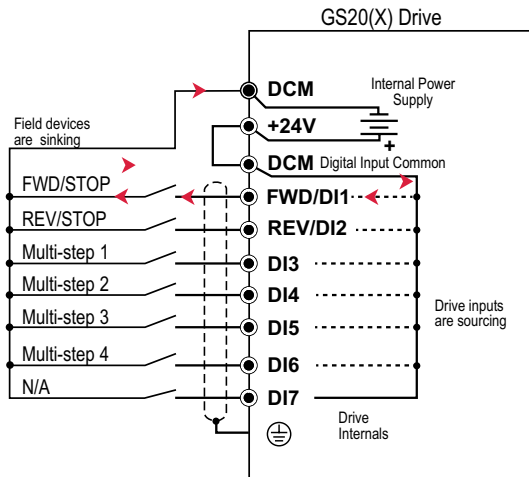 GS20(X) Drive
DCM
Internal Power
Supply
+24V
+
Field devices
are sinking
DCM
Digital Input Common
FWD/STOP
FWD/DI1
REV/STOP
REV/DI2
Multi-step 1
DI3
Multi-step 2
DI4
Drive inputs
are sourcing
Multi-step 3
DI5
Multi-step 4
DI6
N/A
DI7
Drive
Internals